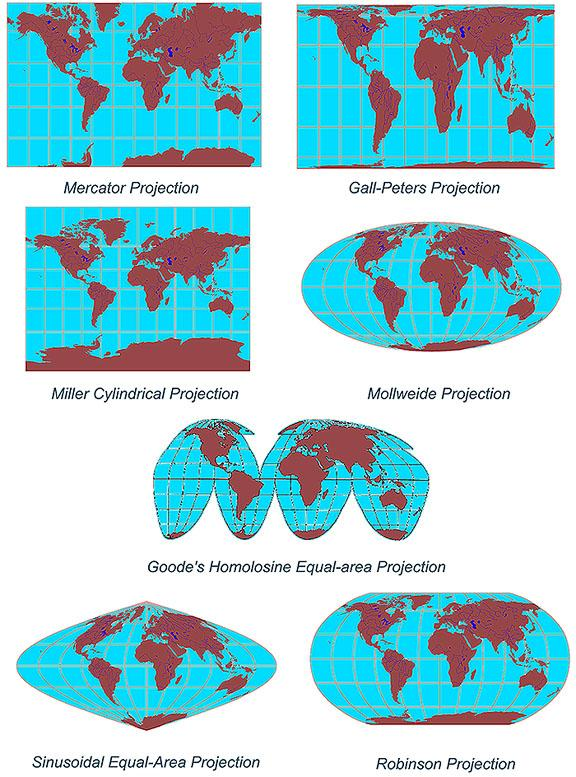 Mercator Projection
Gall-Peters Projection
Miller Cylindrical Projection
Mollweide Projection
Goode's Homolosine Equal-area Projection
Sinusoidal Equal-Area Projection
Robinson Projection